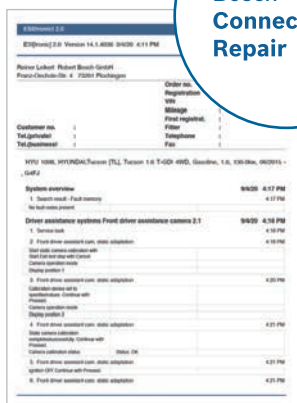 Bosch
Connec
Repair
ESI[tronic] 2.0
ESI[tronic] 2.0 Version 14.1.4000 9/4/20 4:11 PM
Reiner Leikert Robert Bosch GmbH
Franz-Oechsle-Str. 4 73207 Plochingen
Order no.
Registration
VIN
Mileage
First registrat.
Customer no. : Fitter :
Tel.(private) : Telephone :
Tel.(business) : Fax :
HYU 1098, HYUNDAI, Tucson [TL], Tucson 1.6 T-GDI 4WD, Gasoline, 1.6, 130.0kw, 06/2015 -
, G4FJ
System overview 9/4/20 4:17 PM
1. Search result - Fault memory 4:17 PM
No fault codes present
Driver assistance systems Front driver assistance camera 2.1 9/4/20 4:18 PM
1. Service task 4:18 PM
2. Front driver assistant cam. static adaptation 4:18 PM
Start static camera calibration with
Start.Exit test step with Cancel
Camera operation mode
Display position 1
3. Front driver assistant cam. static adaptation 4:20 PM
Calibration device set to
specified values. Continue with
Proceed.
Camera operation mode
Display position 2
4. Front driver assistant cam. static adaptation 4:21 PM
Static camera calibration
completed successfully. Continue with
Proceed.
Camera calibration status Status: OK
5. Front driver assistant cam. static adaptation 4:21 PM
Ignition OFF. Continue with Proceed.
6. Front driver assistant cam. static adaptation 4:21 PM